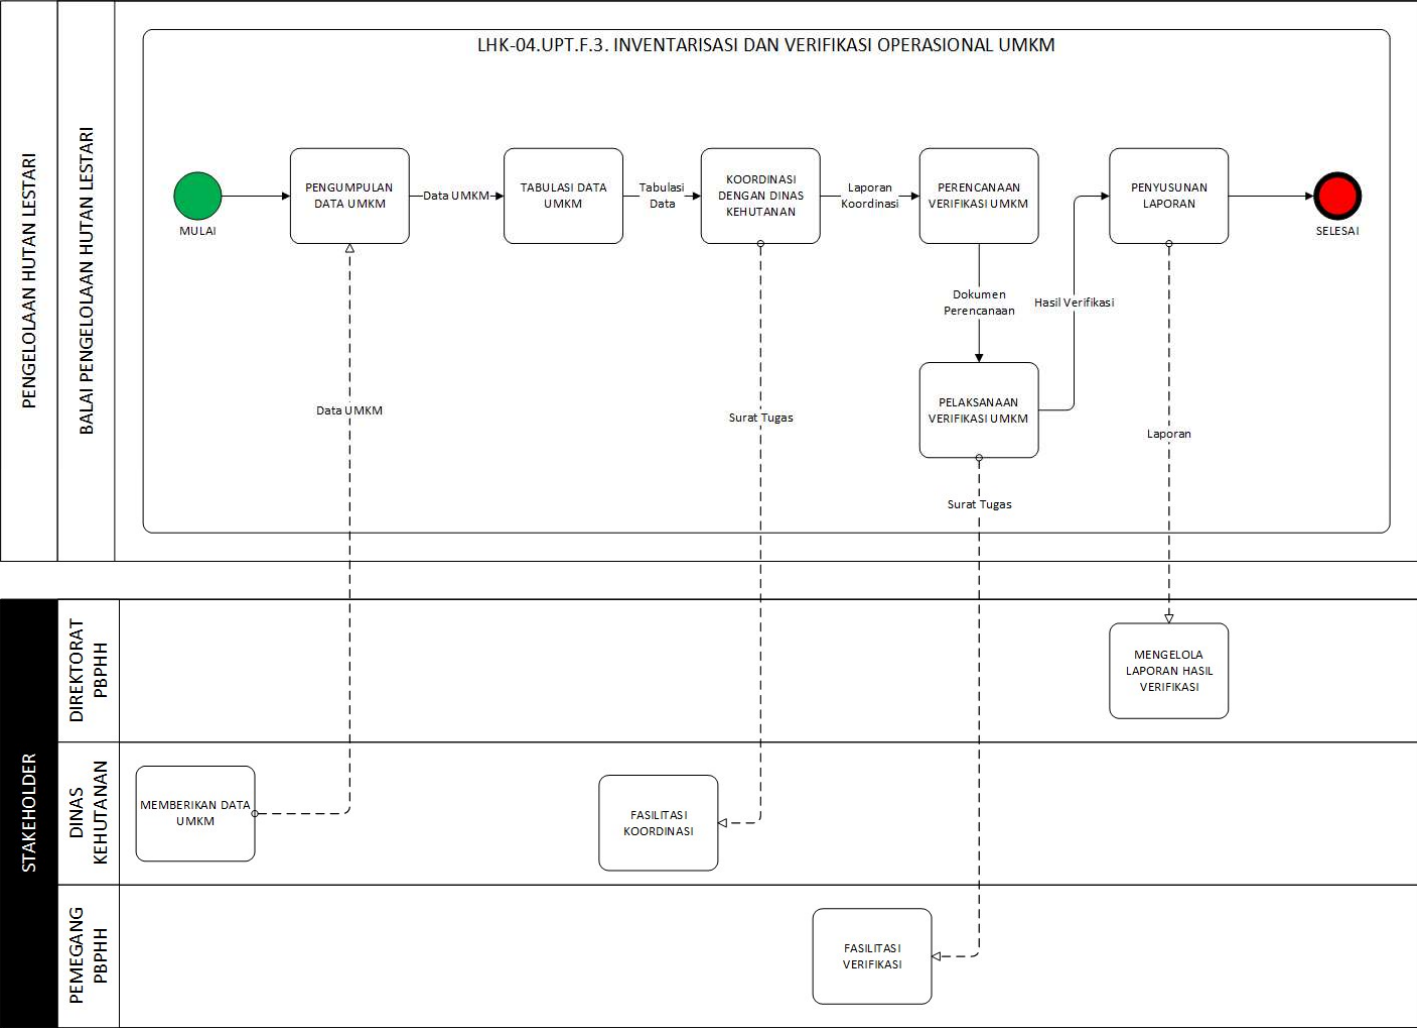 PENGELOLAAN HUTAN LESTARI
BALAI PENGELOLAAN HUTAN LESTARI
LHK-04.UPT.F.3. INVENTARISASI DAN VERIFIKASI OPERASIONAL UMKM
MULAI
PENGUMPULAN
DATA UMKM
Data UMKM
TABULASI DATA
UMKM
Tabulasi
Data
KOORDINASI
DENGAN DINAS
KEHUTANAN
Laporan
Koordinasi
PERENCANAAN
VERIFIKASI UMKM
PENYUSUNAN
LAPORAN
SELESAI
Dokumen
Perencanaan
Hasil Verifikasi
PELAKSANAAN
VERIFIKASI UMKM
Data UMKM
Surat Tugas
Laporan
Surat Tugas
STAKEHOLDER
DIREKTORAT
PBPHH
MENGELOLA
LAPORAN HASIL
VERIFIKASI
DINAS
KEHUTANAN
MEMBERIKAN DATA
UMKM
FASILITASI
KOORDINASI
PEMEGANG
PBPHH
FASILITASI
VERIFIKASI